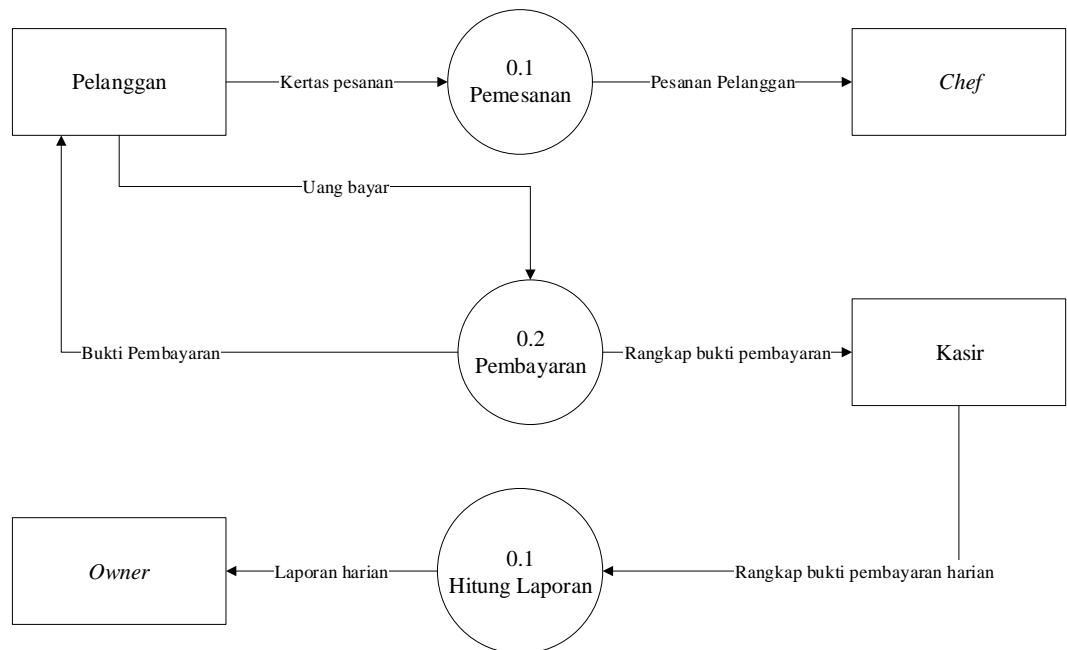 Pelanggan
Kertas pesanan
0.1
Pemesanan
Pesanan Pelanggan
Chef
Uang bayar
Bukti Pembayaran
0.2
Pembayaran
Rangkap bukti pembayaran
Kasir
Owner
Laporan harian
0.1
Hitung Laporan
Rangkap bukti pembayaran harian